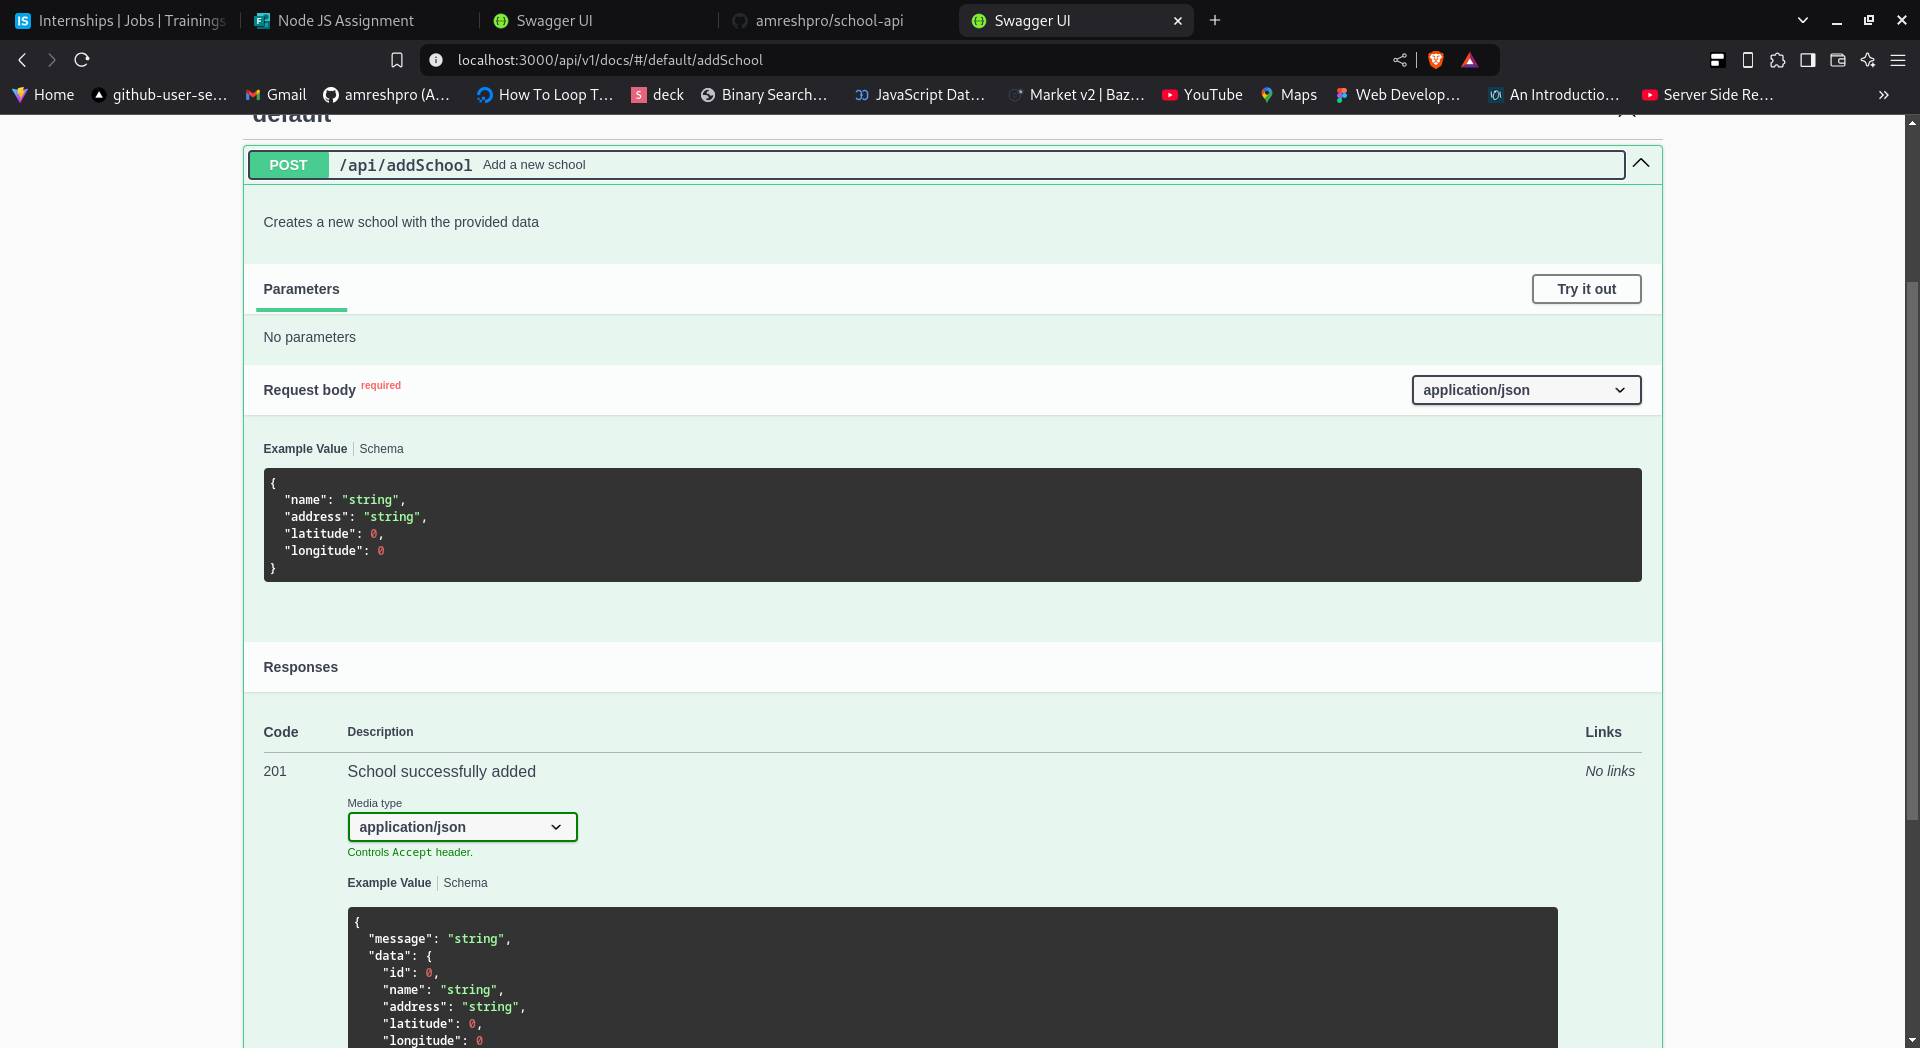 Internships | Jobs | Trainings
Node JS Assignment
Swagger UI
amreshpro/school-api
Swagger UI
localhost:3000/api/v1/docs/#/default/addSchool
Home
github-user-se...
Gmail
amreshpro (A...
How To Loop T...
deck
Binary Search...
JavaScript Dat...
Market v2 | Baz...
YouTube
Maps
Web Develop...
An Introductio...
Server Side Re...
default
POST /api/addSchool Add a new school
Creates a new school with the provided data
Parameters
Try it out
No parameters
Request body required
application/json
Example Value Schema
{
"name": "string",
"address": "string",
"latitude": 0,
"longitude": 0
}
Responses
Code Description Links
201 School successfully added No links
Media type
application/json
Controls Accept header.
Example Value Schema
{
"message": "string",
"data": {
"id": 0,
"name": "string",
"address": "string",
"latitude": 0,
"longitude": 0